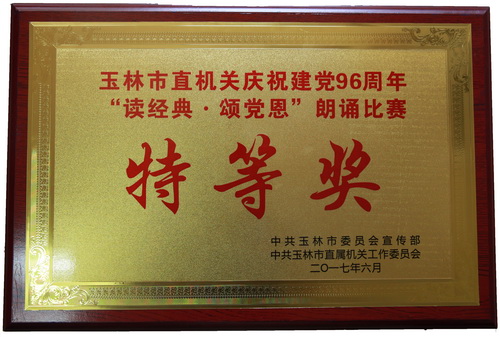 玉林市直机关庆祝建党96周年
“读经典·颂党恩”朗诵比赛
特等奖
中共玉林市委员会宣传部
中共玉林市直属机关工作委员会
二〇一七年六月